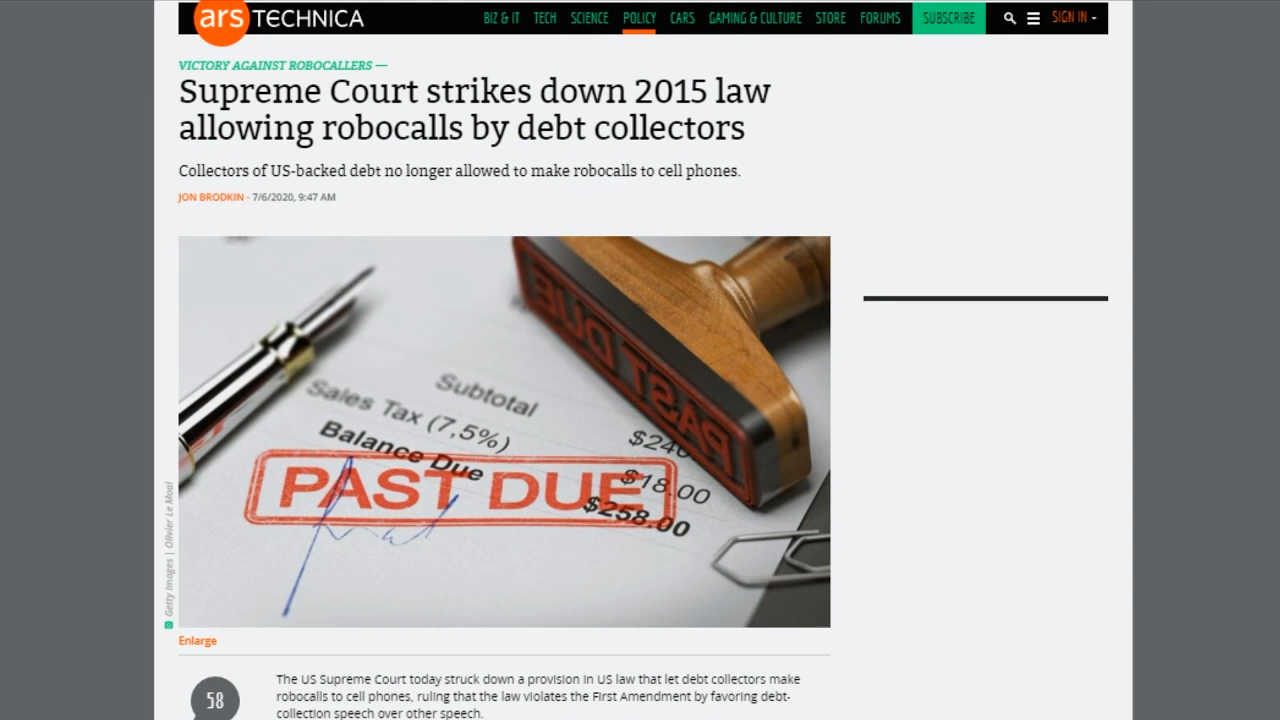 ars TECHNICA
BIZ & IT TECH SCIENCE POLICY CARS GAMING & CULTURE STORE FORUMS SUBSCRIBE SIGN IN
VICTORY AGAINST ROBOCALLERS —
Supreme Court strikes down 2015 law
allowing robocalls by debt collectors
Collectors of US-backed debt no longer allowed to make robocalls to cell phones.
JON BRODKIN - 7/6/2020, 9:47 AM
PAST DUE
Subtotal $240
Sales Tax (7,5%) $18.00
Balance Due $258.00
PAST DUE
Getty Images | Olivier Le Moal
Enlarge
58
The US Supreme Court today struck down a provision in US law that let debt collectors make
robocalls to cell phones, ruling that the law violates the First Amendment by favoring debt-
collection speech over other speech.